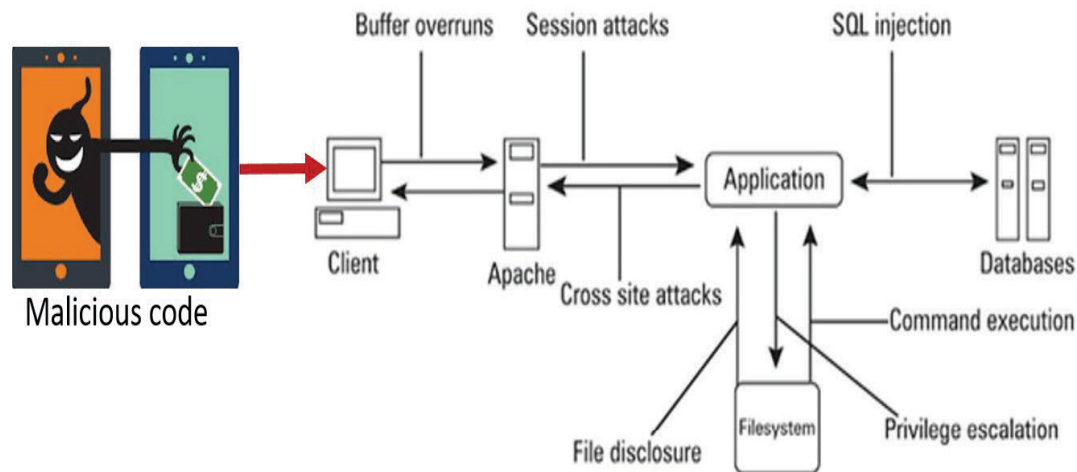 Buffer overruns
Session attacks
SQL injection
$
Application
Client
Apache
Databases
Malicious code
Cross site attacks
Command execution
Filesystem
File disclosure
Privilege escalation